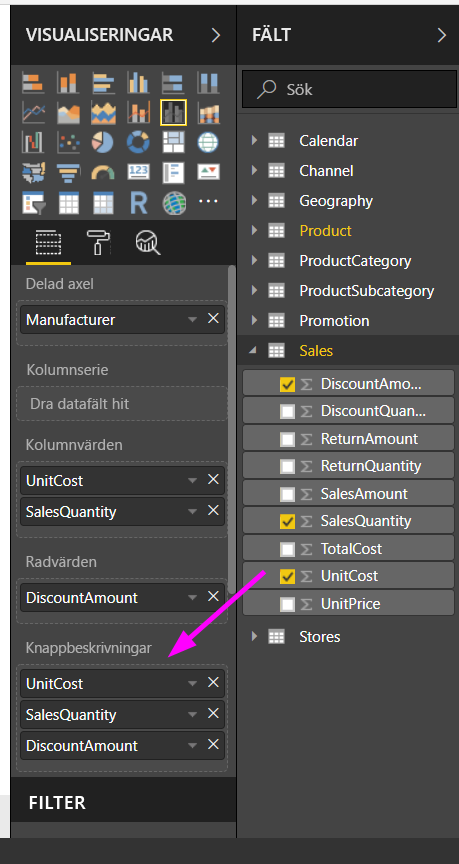 VISUALISERINGAR
123
R
Delad axel
Manufacturer
Kolumnserie
Dra datafält hit
Kolumnvärden
UnitCost
SalesQuantity
Radvärden
DiscountAmount
Knappbeskrivningar
UnitCost
SalesQuantity
DiscountAmount
FILTER
FÄLT
Sök
Calendar
Channel
Geography
Product
ProductCategory
ProductSubcategory
Promotion
Sales
Σ DiscountAmo...
Σ DiscountQuan...
Σ ReturnAmount
Σ ReturnQuantity
Σ SalesAmount
Σ SalesQuantity
Σ TotalCost
Σ UnitCost
Σ UnitPrice
Stores